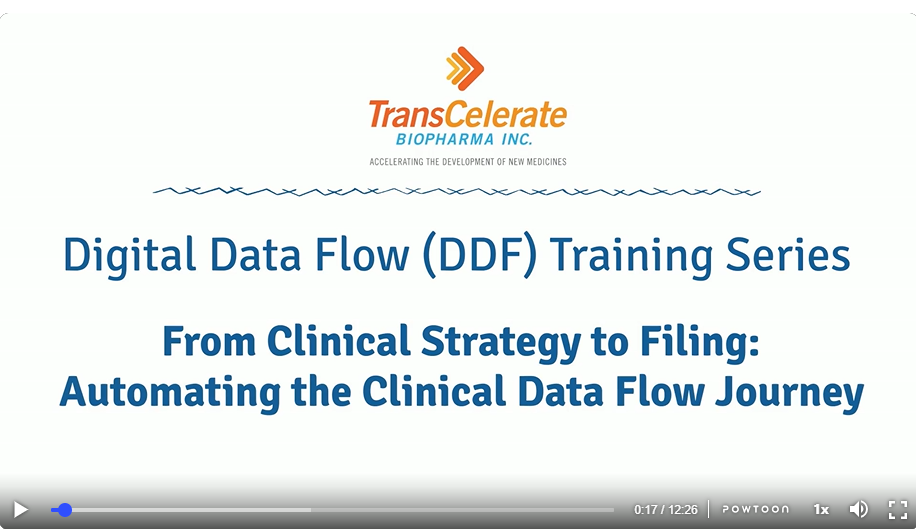 TransCelerate
BIOPHARMA INC.
ACCELERATING THE DEVELOPMENT OF NEW MEDICINES
Digital Data Flow (DDF) Training Series
From Clinical Strategy to Filing:
Automating the Clinical Data Flow Journey
0:17 / 12:26 POWTOON 1x